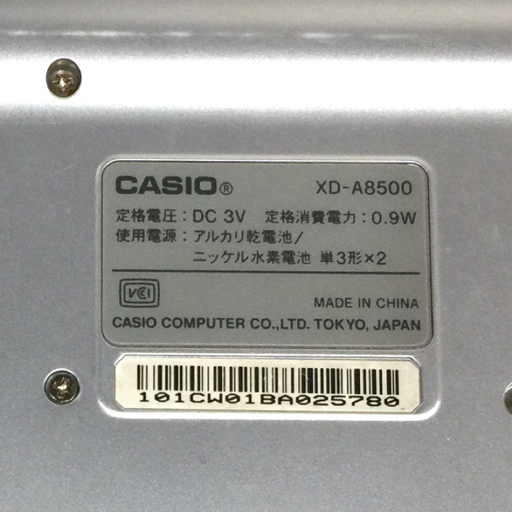 CASIO® XD-A8500
定格電圧：DC 3V 定格消費電力：0.9W
使用電源：アルカリ乾電池/
ニッケル水素電池 単3形×2
VCI MADE IN CHINA
CASIO COMPUTER CO.,LTD. TOKYO, JAPAN
101CW01BA025780